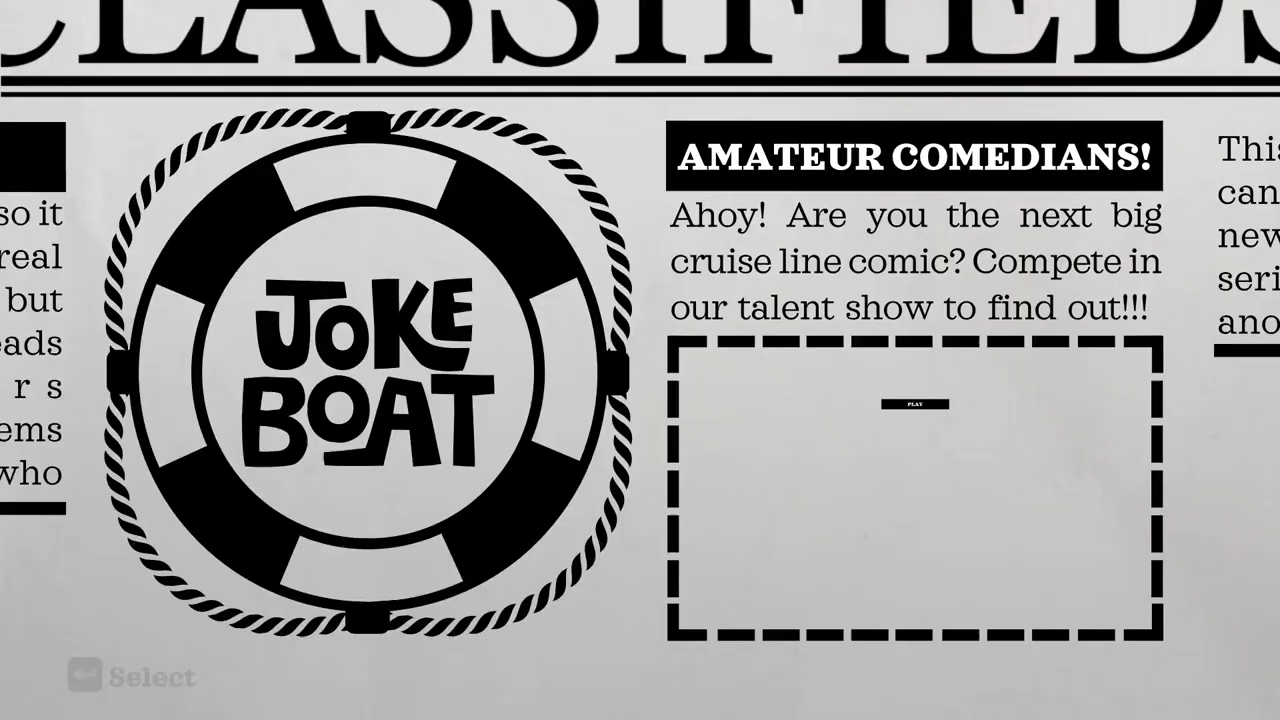 CLASSIFIEDS
so it
real
but
eads
r s
ems
who
JOKE
BOAT
AMATEUR COMEDIANS!
Ahoy! Are you the next big
cruise line comic? Compete in
our talent show to find out!!!
PLAY
This
can
new
seri
ano
Select